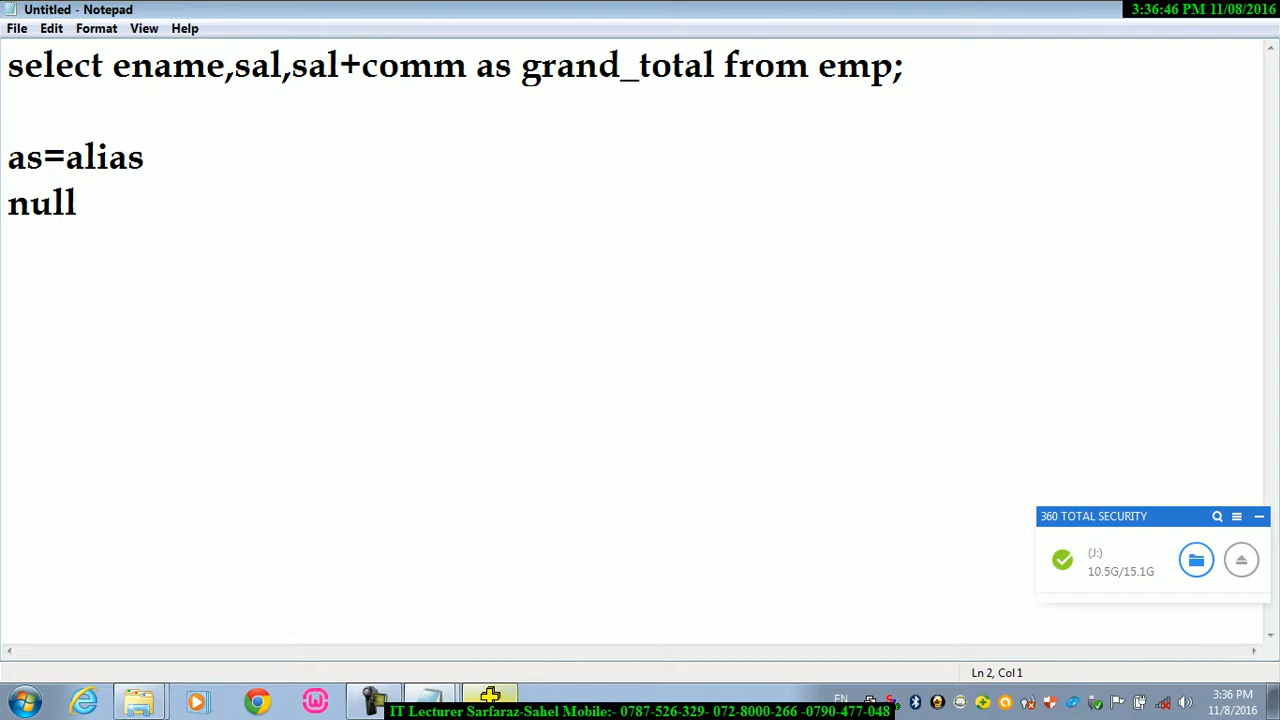 Untitled - Notepad
3:36:46 PM 11/08/2016
File Edit Format View Help
select ename,sal,sal+comm as grand_total from emp;
as=alias
null
360 TOTAL SECURITY
(J:)
10.5G/15.1G
Ln 2, Col 1
EN
3:36 PM
11/8/2016
IT Lecturer Sarfaraz-Sahel Mobile:- 0787-526-329- 072-8000-266 -0790-477-048